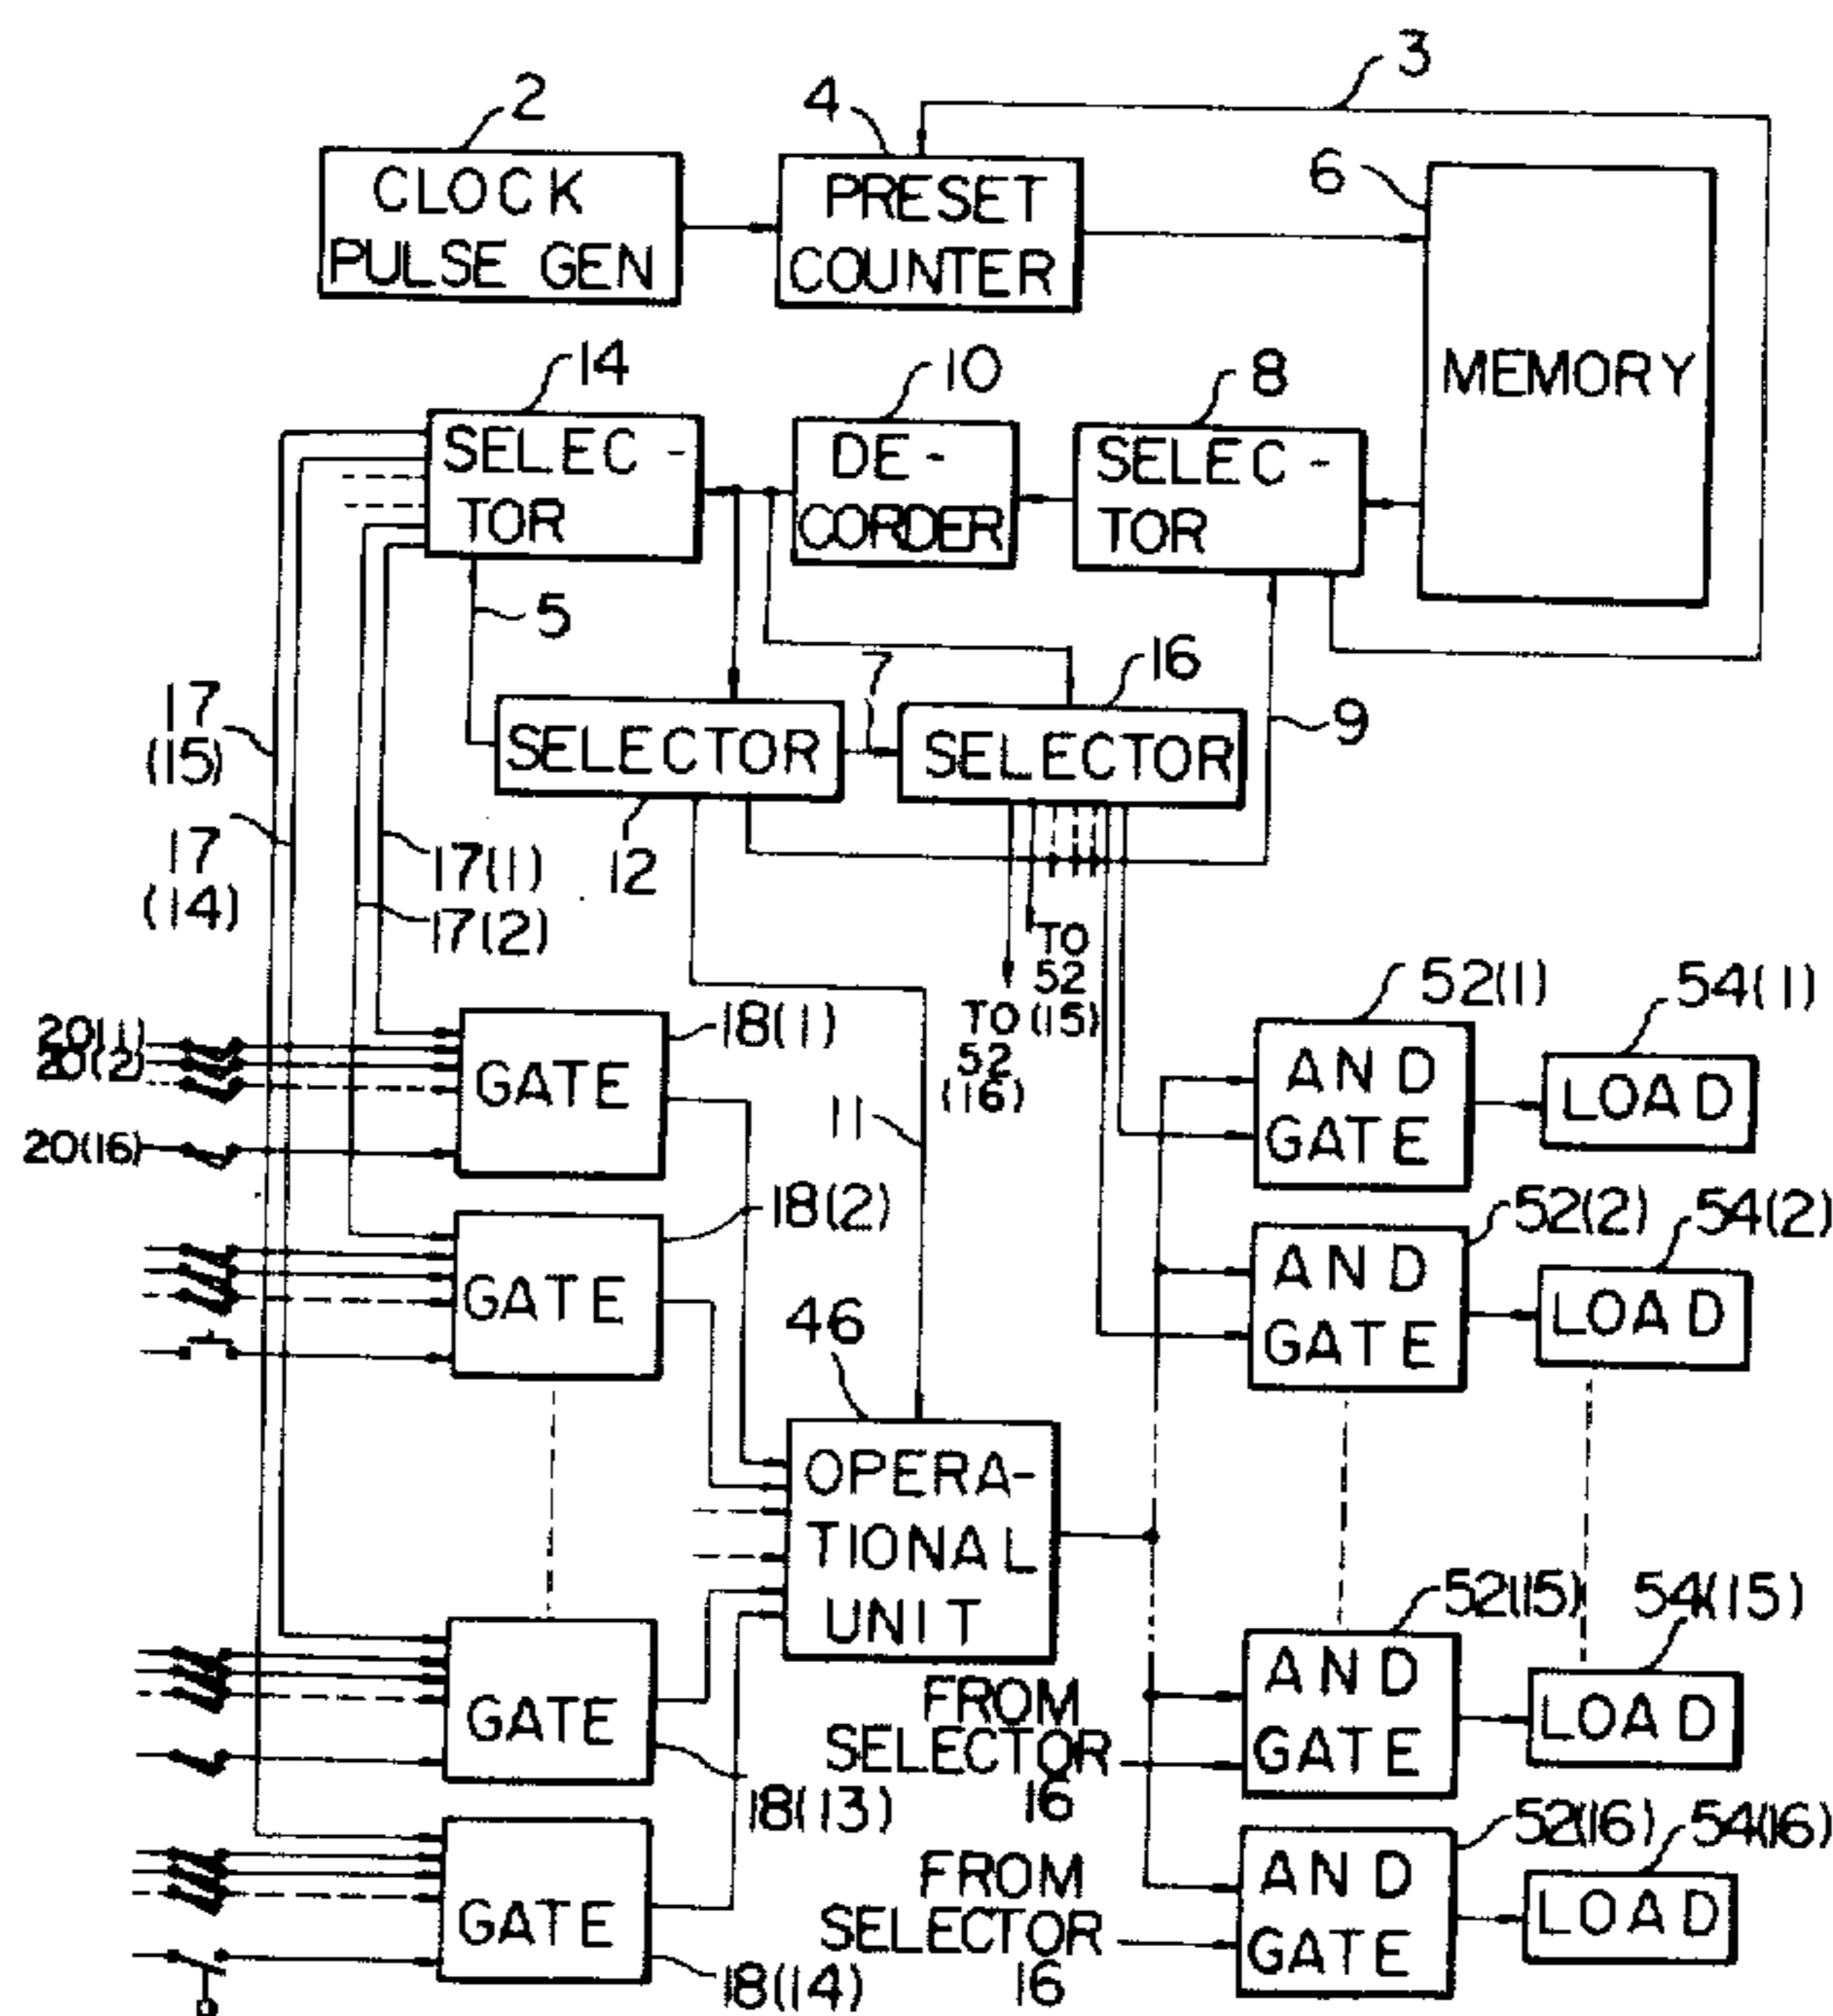 3
2
4
CLOCK
PULSE GEN
PRESET
COUNTER
6
MEMORY
14
10
8
SELEC-
TOR
DE-
CORDER
SELEC-
TOR
5
7
16
9
17
(15)
SELECTOR
SELECTOR
12
17
(14)
17(1)
17(2)
TO
52
(15)
TO
52
(16)
52(1)
54(1)
20(1)
20(2)
18(1)
GATE
11
AND
GATE
LOAD
20(16)
18(2)
52(2)
54(2)
GATE
AND
GATE
LOAD
46
OPERA-
TIONAL
UNIT
52(15)
54(15)
GATE
FROM
SELECTOR
16
AND
GATE
LOAD
18(13)
52(16)
54(16)
GATE
FROM
SELECTOR
16
AND
GATE
LOAD
18(14)